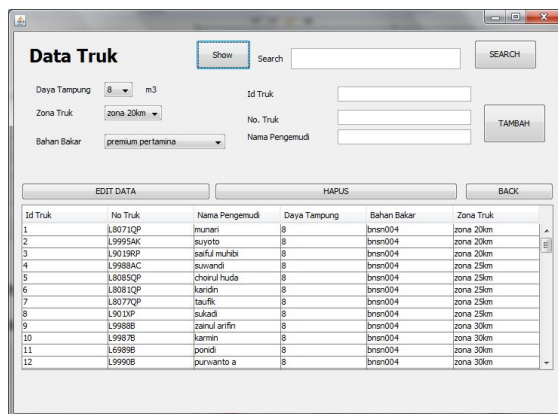 Data Truk Show Search SEARCH
Daya Tampung 8 m3 Id Truk
Zona Truk zona 20km No. Truk TAMBAH
Bahan Bakar premium pertamina Nama Pengemudi
EDIT DATA HAPUS BACK
Id Truk No Truk Nama Pengemudi Daya Tampung Bahan Bakar Zona Truk
1 L8071QP munari 8 bnsn004 zona 20km
2 L9995AK suyoto 8 bnsn004 zona 20km
3 L9019RP saiful muhibi 8 bnsn004 zona 20km
4 L9988AC suwandi 8 bnsn004 zona 25km
5 L8085QP choirul huda 8 bnsn004 zona 25km
6 L8081QP karidin 8 bnsn004 zona 25km
7 L8077QP taufik 8 bnsn004 zona 25km
8 L901XP sukadi 8 bnsn004 zona 25km
9 L9988B zainul arifin 8 bnsn004 zona 30km
10 L9987B karmin 8 bnsn004 zona 30km
11 L6989B ponidi 8 bnsn004 zona 30km
12 L9990B purwanto a 8 bnsn004 zona 30km